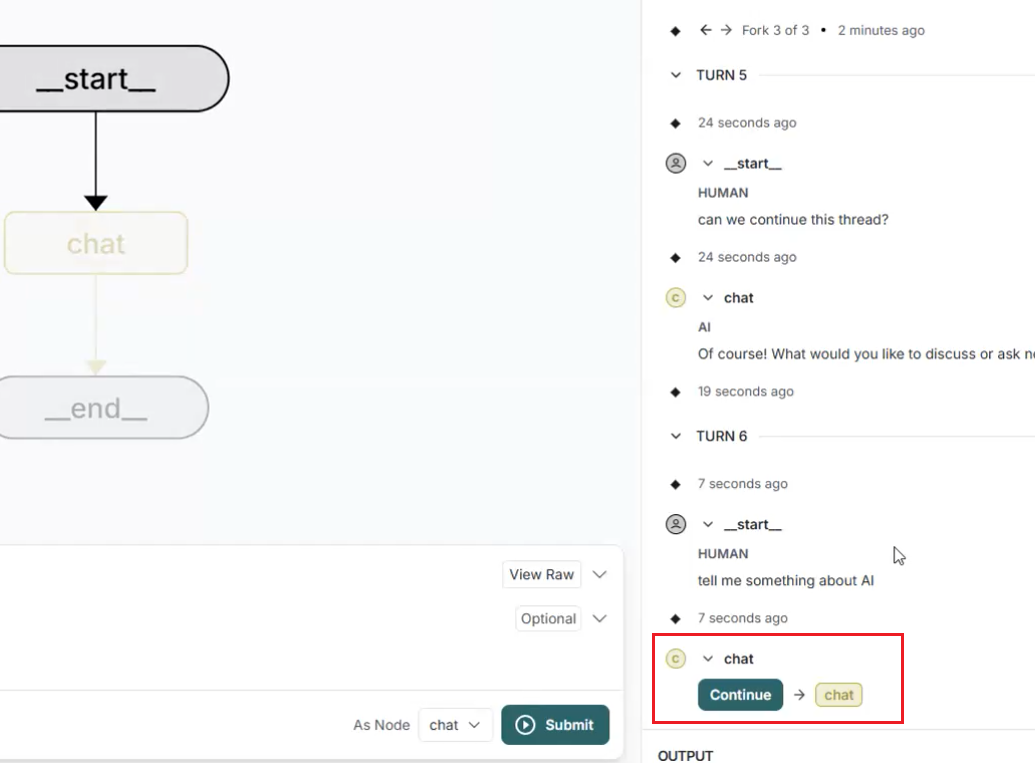 __start__
chat
__end__
View Raw
Optional
As Node chat Submit
Fork 3 of 3 • 2 minutes ago
TURN 5
24 seconds ago
__start__
HUMAN
can we continue this thread?
24 seconds ago
C chat
AI
Of course! What would you like to discuss or ask
19 seconds ago
TURN 6
7 seconds ago
__start__
HUMAN
tell me something about AI
7 seconds ago
C chat
Continue → chat
OUTPUT